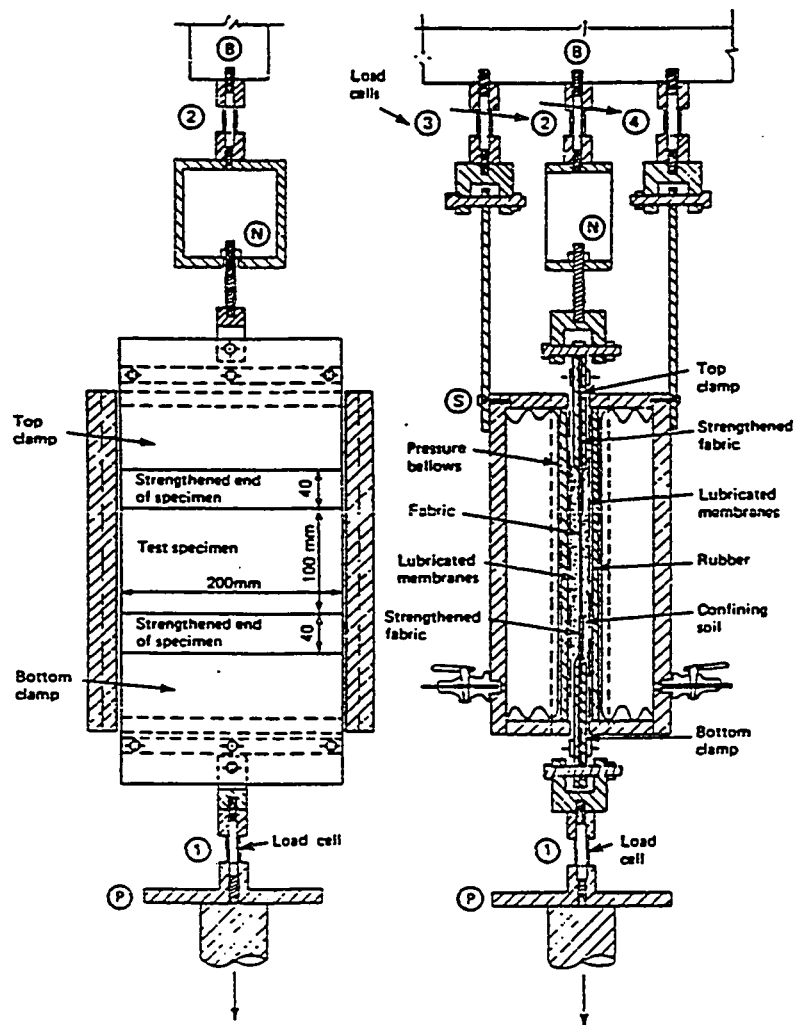 B
2
N
Top
clamp
Strengthened end
of specimen
40
Test specimen
100 mm
200mm
Strengthened end
of specimen
40
Bottom
clamp
1
Load cell
P
B
Load
cells
3
2
4
N
Top
clamp
S
Strengthened
fabric
Pressure
bellows
Lubricated
membranes
Fabric
Lubricated
membranes
Rubber
Strengthened
fabric
Confining
soil
Bottom
clamp
1
Load
cell
P